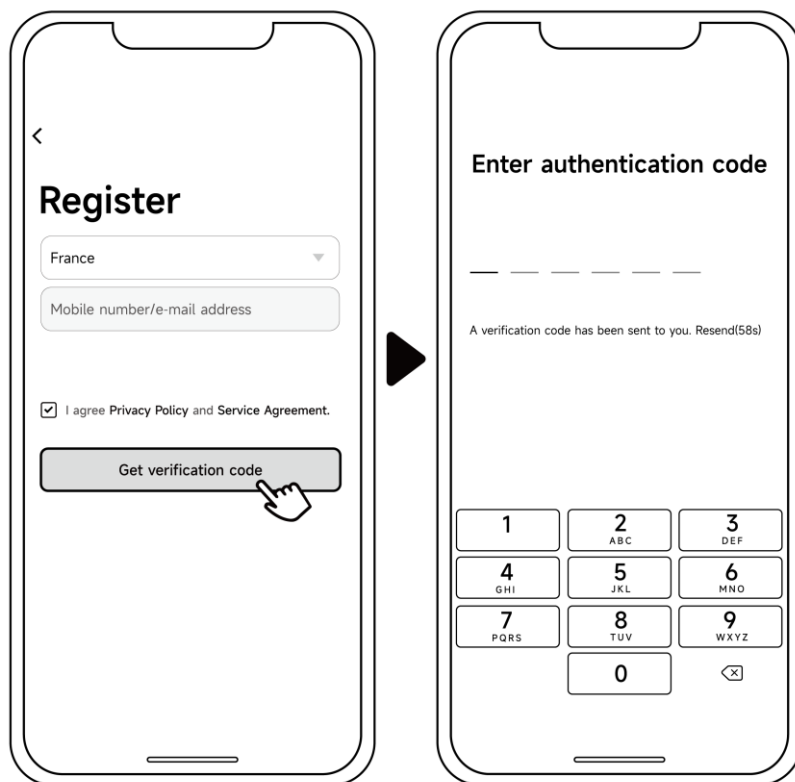 Register
France
Mobile number/e-mail address
I agree Privacy Policy and Service Agreement.
Get verification code
Enter authentication code
A verification code has been sent to you. Resend(58s)
1
2
ABC
3
DEF
4
GHI
5
JKL
6
MNO
7
PQRS
8
TUV
9
WXYZ
0